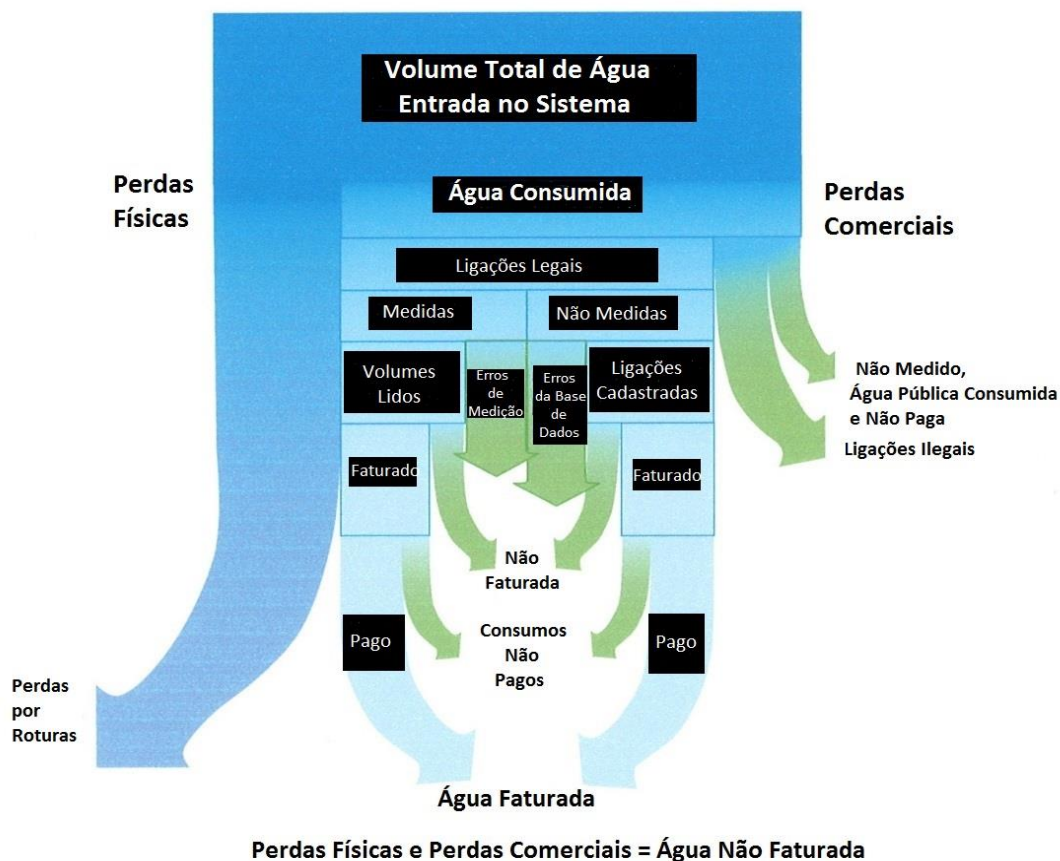 Volume Total de Água
Entrada no Sistema
Perdas
Físicas
Água Consumida
Perdas
Comerciais
Ligações Legais
Medidas
Não Medidas
Volumes
Lidos
Erros
de
Medição
Erros
da Base
de
Dados
Ligações
Cadastradas
Não Medido,
Água Pública Consumida
e Não Paga
Ligações Ilegais
Faturado
Faturado
Não
Faturada
Consumos
Não
Pagos
Pago
Pago
Perdas
por
Roturas
Água Faturada
Perdas Físicas e Perdas Comerciais = Água Não Faturada